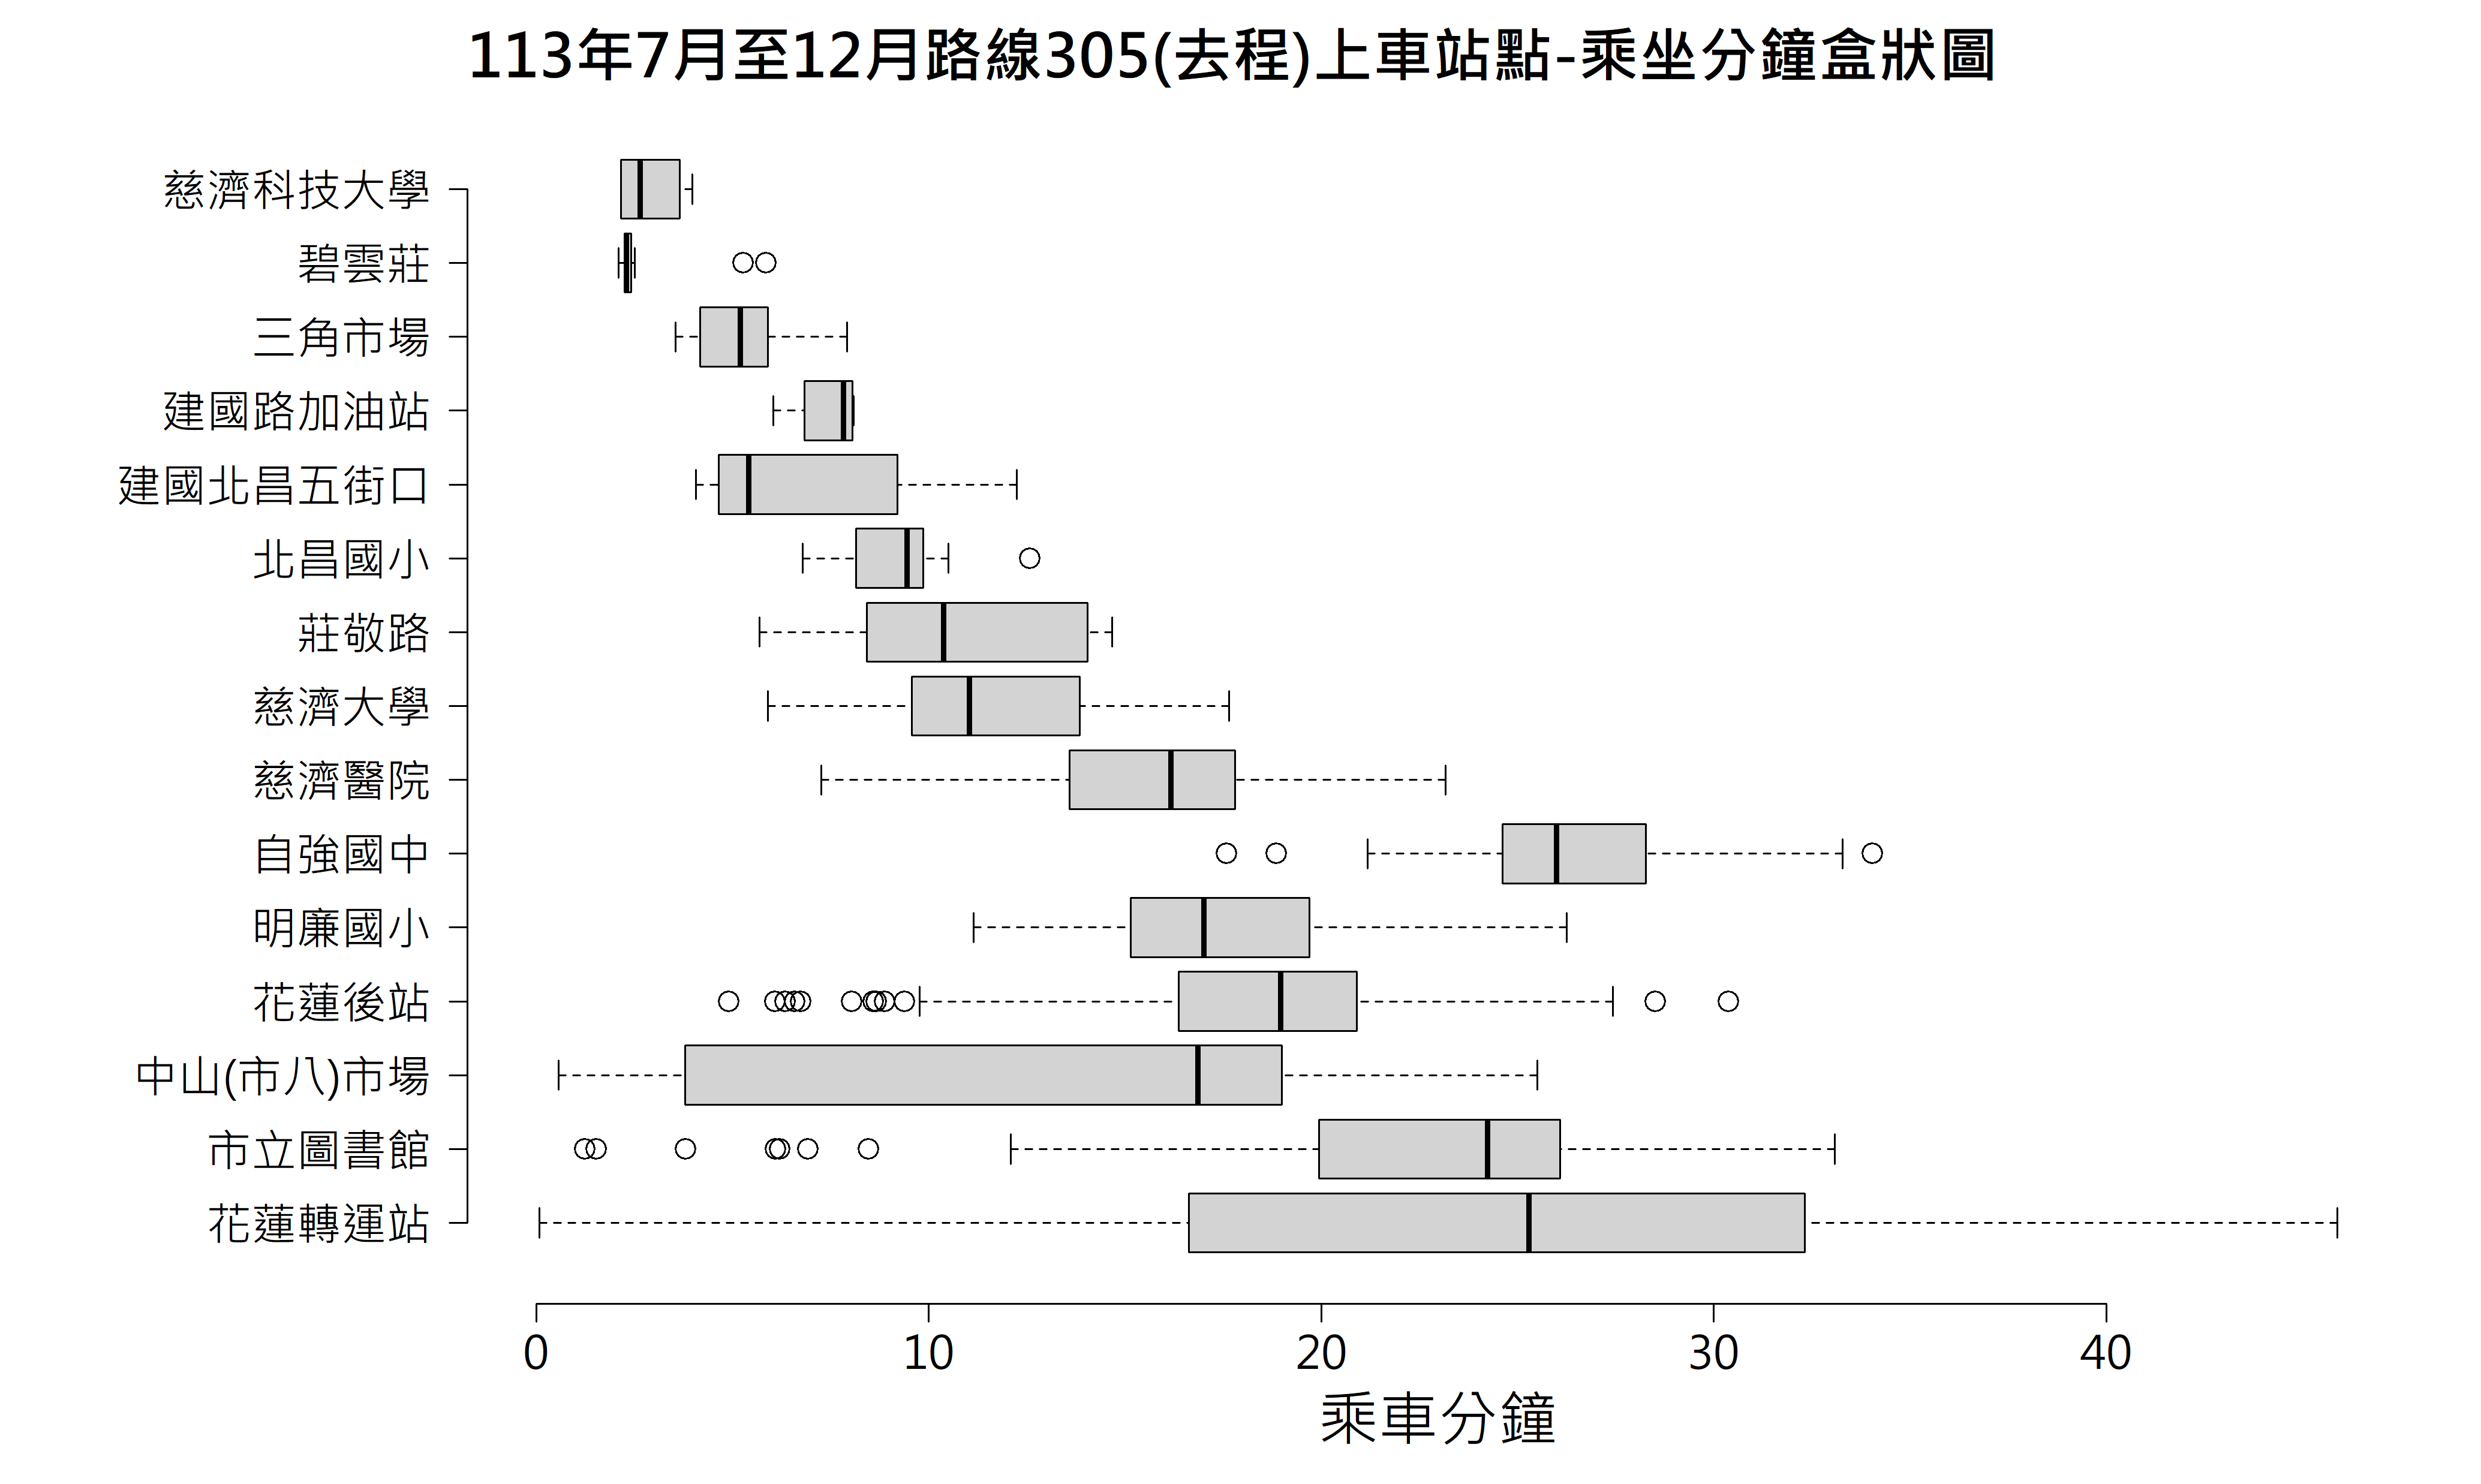 113年7月至12月路線305(去程)上車站點-乘坐分鐘盒狀圖
慈濟科技大學
碧雲莊
三角市場
建國路加油站
建國北昌五街口
北昌國小
莊敬路
慈濟大學
慈濟醫院
自強國中
明廉國小
花蓮後站
中山(市八)市場
市立圖書館
花蓮轉運站
0 10 20 30 40
乘車分鐘